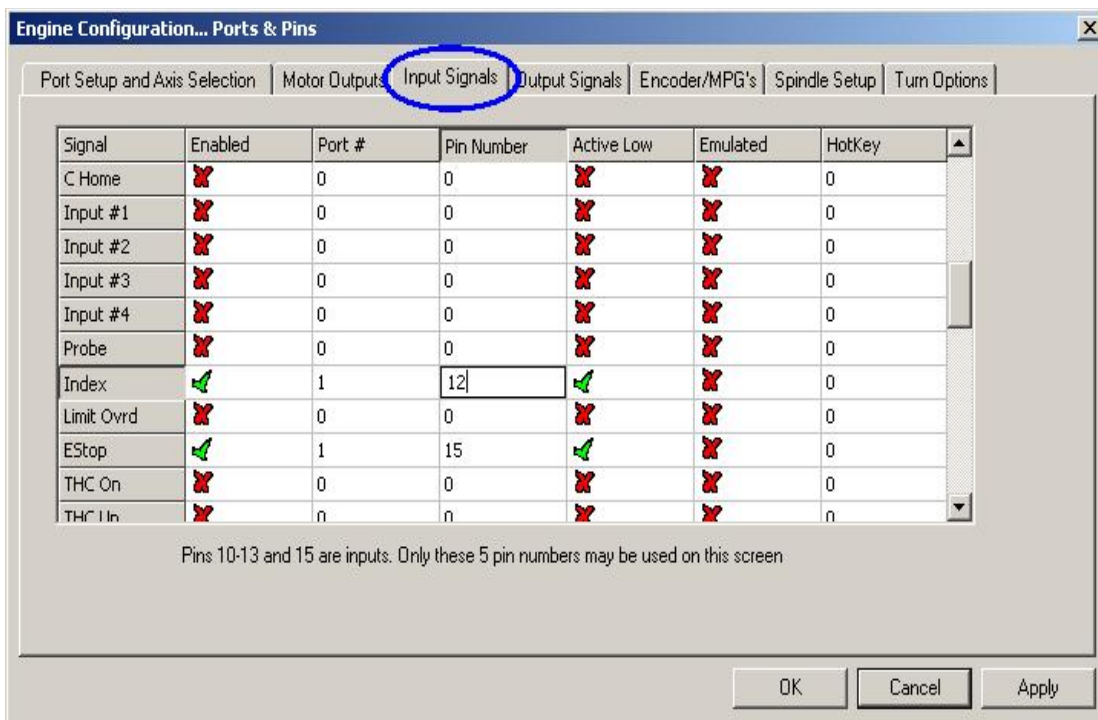 Engine Configuration... Ports & Pins
Port Setup and Axis Selection Motor Outputs Input Signals Output Signals Encoder/MPG's Spindle Setup Turn Options
Signal Enabled Port # Pin Number Active Low Emulated HotKey
C Home 0 0 0
Input #1 0 0 0
Input #2 0 0 0
Input #3 0 0 0
Input #4 0 0 0
Probe 0 0 0
Index 1 12 0
Limit Ovrd 0 0 0
EStop 1 15 0
THC On 0 0 0
THC Up 0 0 0
Pins 10-13 and 15 are inputs. Only these 5 pin numbers may be used on this screen
OK Cancel Apply